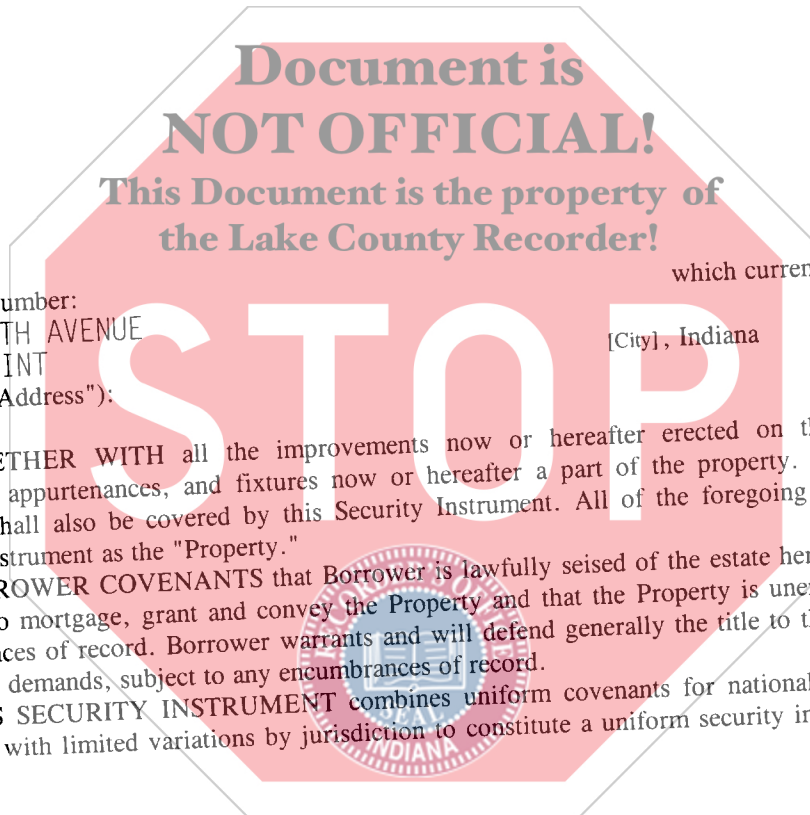 Document is
NOT OFFICIAL!
This Document is the property of
the Lake County Recorder!
which curren
umber:
TH AVENUE
[City], Indiana
INT
Address"):
ETHER WITH all the improvements now or hereafter erected on th
appurtenances, and fixtures now or hereafter a part of the property.
hall also be covered by this Security Instrument. All of the foregoing
strument as the "Property."
ROWER COVENANTS that Borrower is lawfully seised of the estate her
o mortgage, grant and convey the Property and that the Property is unen
nces of record. Borrower warrants and will defend generally the title to th
demands, subject to any encumbrances of record.
S SECURITY INSTRUMENT combines uniform covenants for national
with limited variations by jurisdiction to constitute a uniform security in
STOP
RECORDER'S OFFICE
SEAL
INDIANA